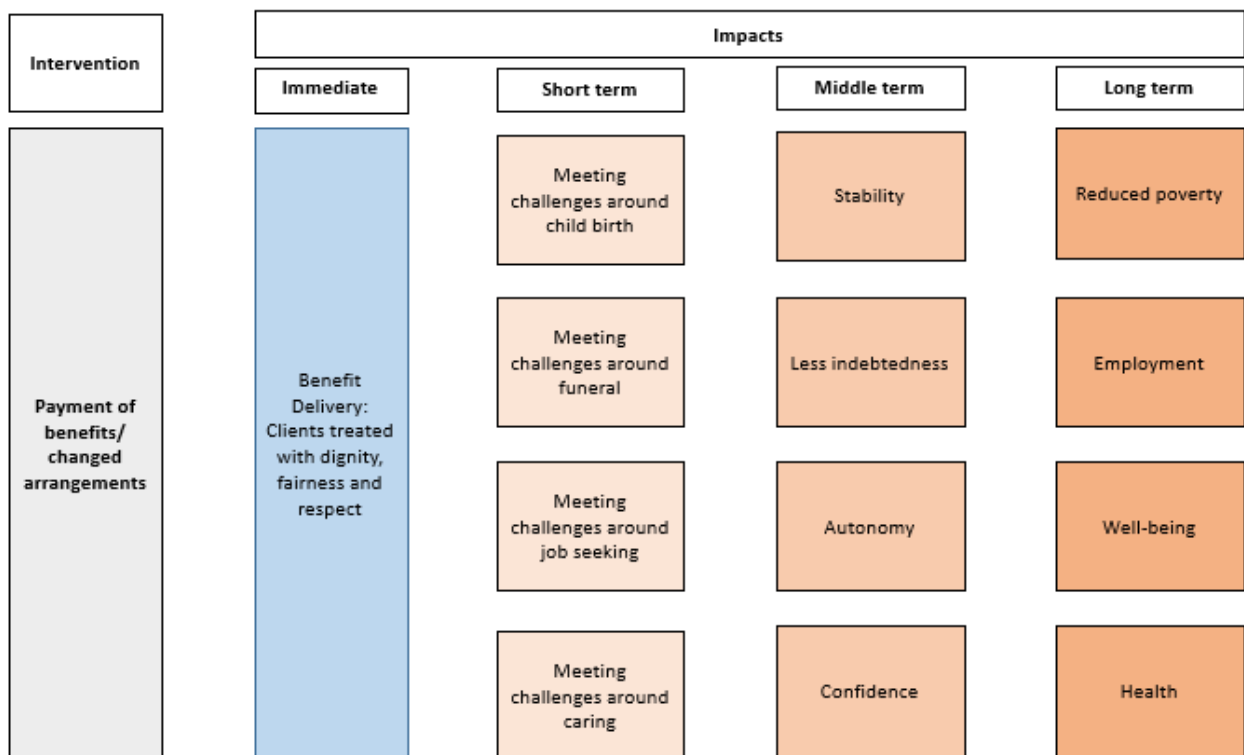 Impacts
Intervention
Immediate
Short term
Middle term
Long term
Payment of
benefits/
changed
arrangements
Benefit
Delivery:
Clients treated
with dignity,
fairness and
respect
Meeting
challenges around
child birth
Stability
Reduced poverty
Meeting
challenges around
funeral
Less indebtedness
Employment
Meeting
challenges around
job seeking
Autonomy
Well-being
Meeting
challenges around
caring
Confidence
Health